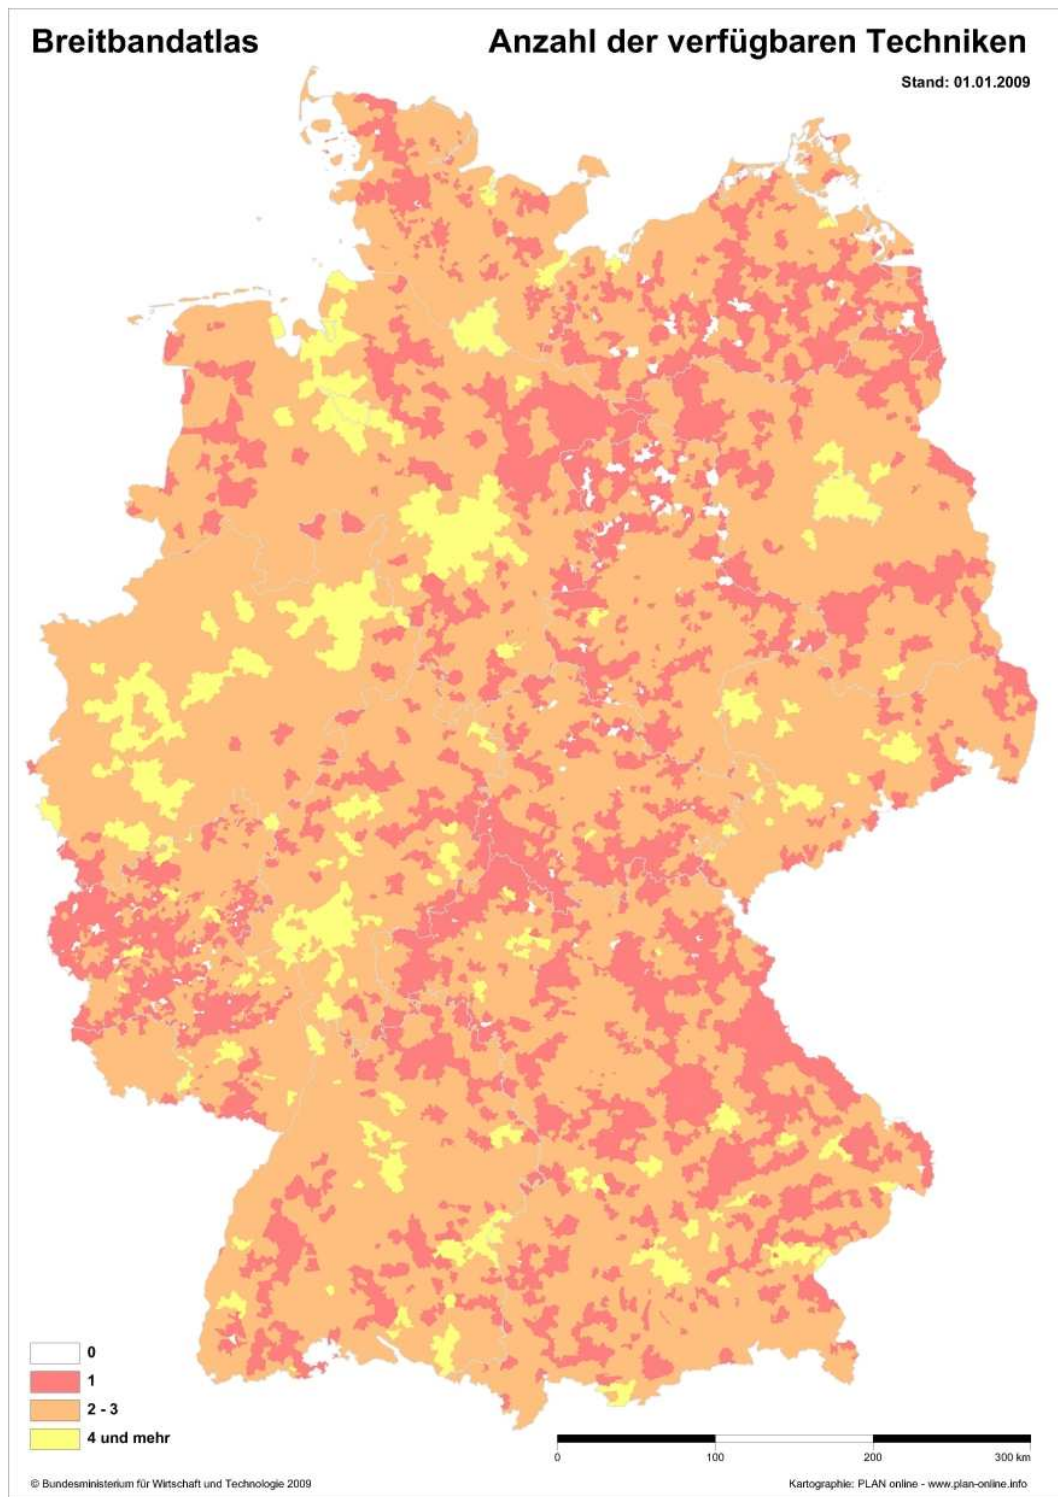 Breitbandatlas
Anzahl der verfügbaren Techniken
Stand: 01.01.2009
0
1
2 - 3
4 und mehr
0 100 200 300 km
© Bundesministerium für Wirtschaft und Technologie 2009
Kartographie: PLAN online - www.plan-online.info